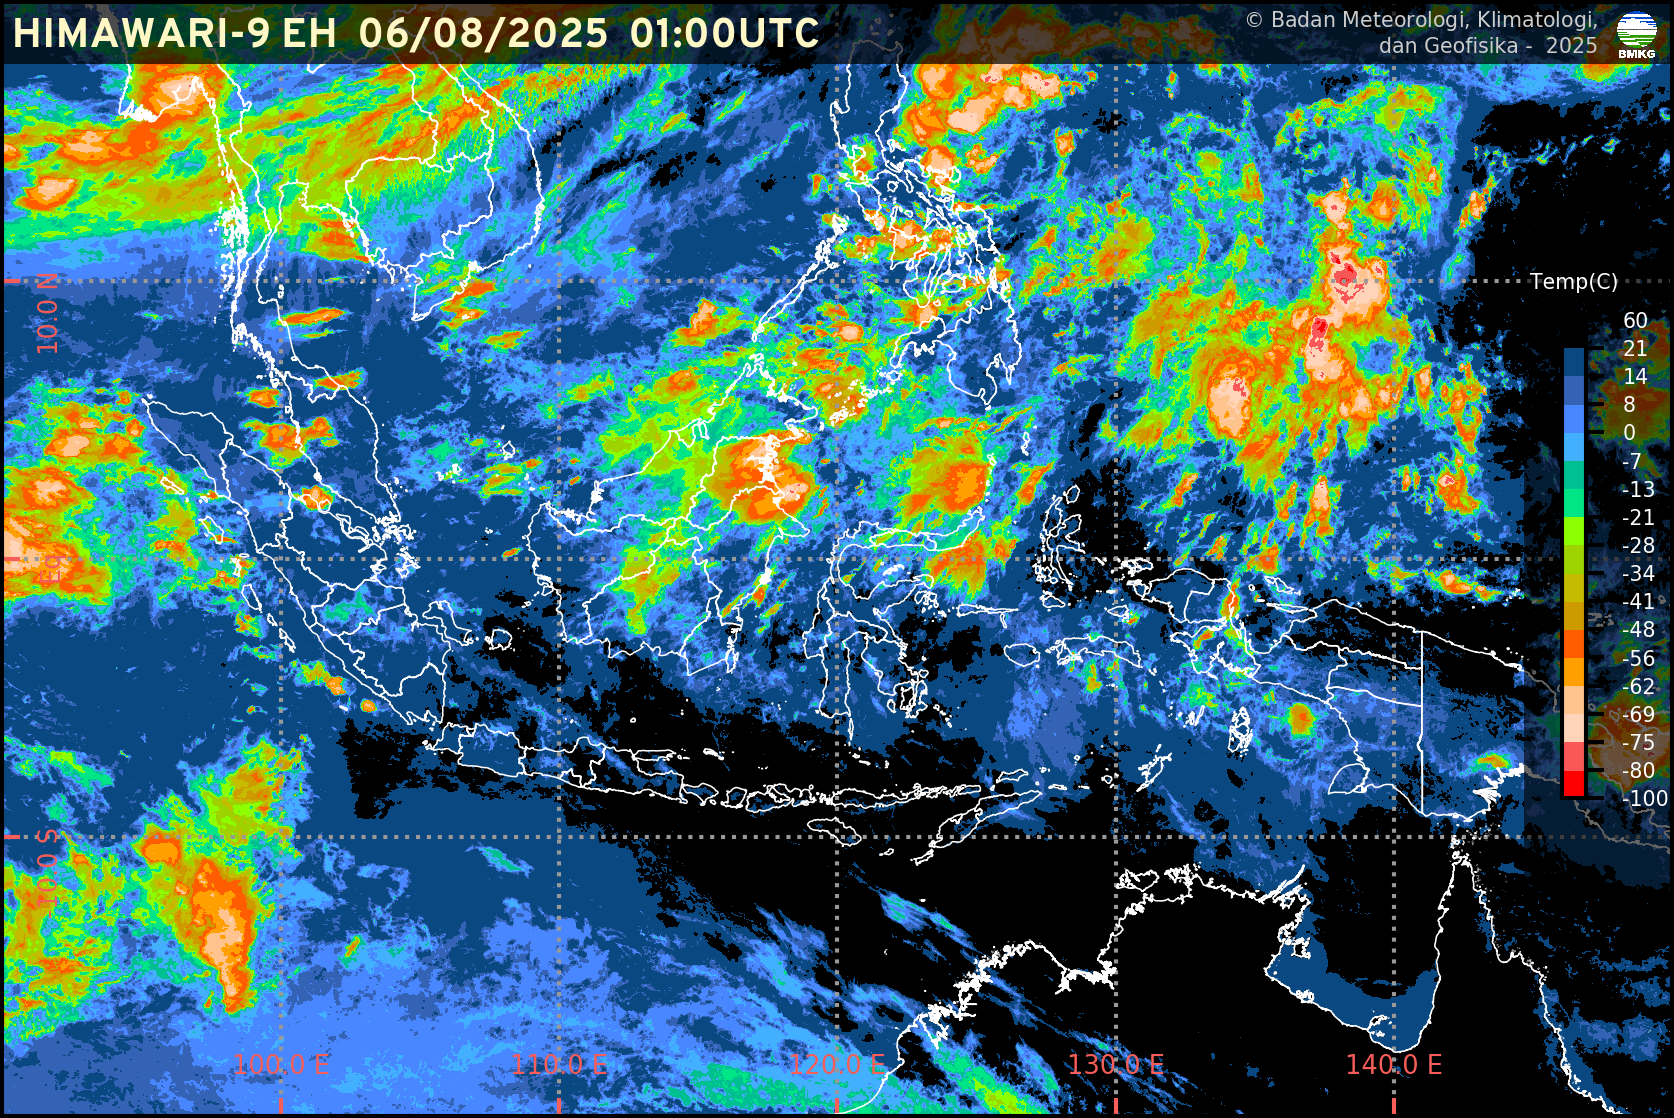 HIMAWARI-9 EH 06/08/2025 01:00UTC
© Badan Meteorologi, Klimatologi,
dan Geofisika - 2025
BMKG
10.0 N
Temp(C)
60
21
14
8
0
-7
-13
-21
-28
-34
-41
-48
-56
-62
-69
-75
-80
-100
10.0 S
100.0 E
110.0 E
120.0 E
130.0 E
140.0 E